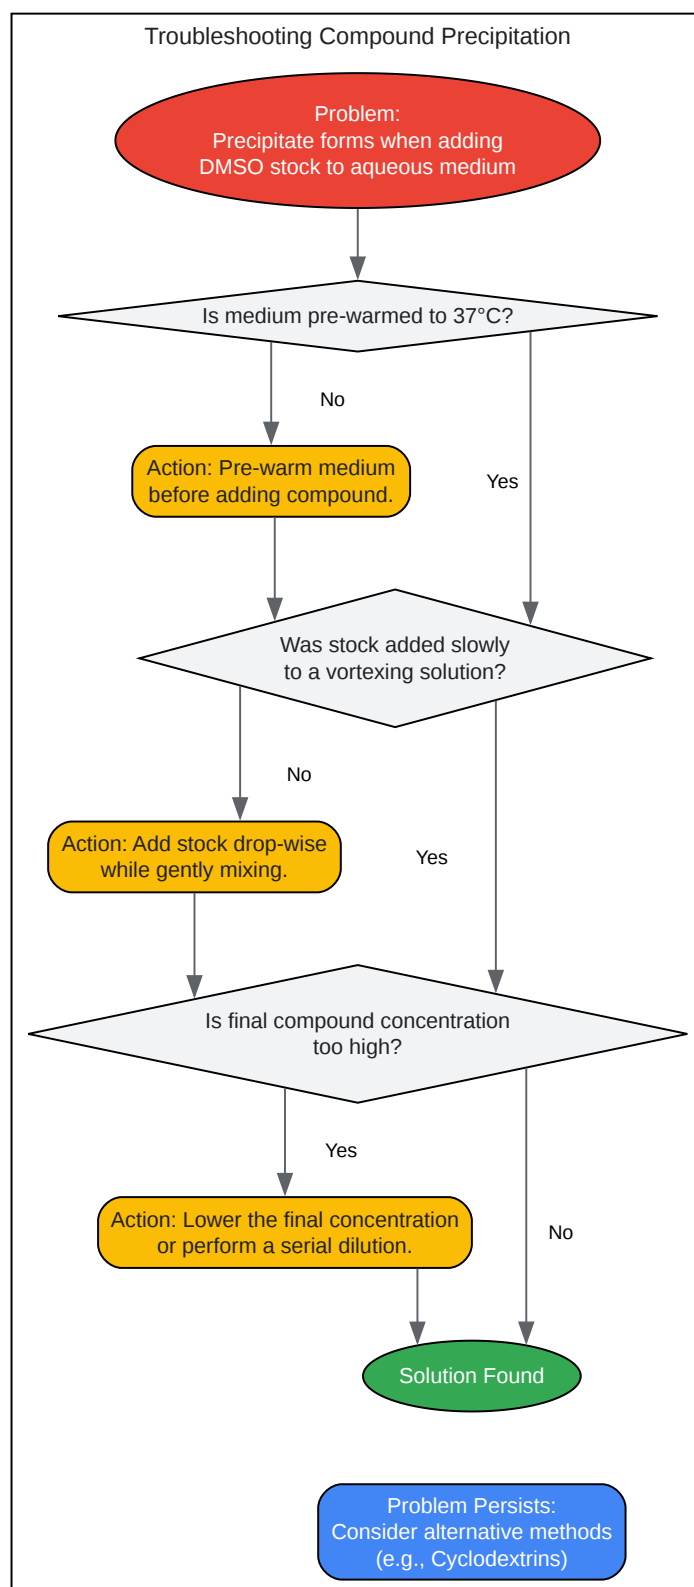 Troubleshooting Compound Precipitation
Problem:
Precipitate forms when adding
DMSO stock to aqueous medium
Is medium pre-warmed to 37°C?
No
Action: Pre-warm medium
before adding compound.
Yes
Was stock added slowly
to a vortexing solution?
No
Action: Add stock drop-wise
while gently mixing.
Yes
Is final compound concentration
too high?
Yes
Action: Lower the final concentration
or perform a serial dilution.
No
Solution Found
Problem Persists:
Consider alternative methods
(e.g., Cyclodextrins)